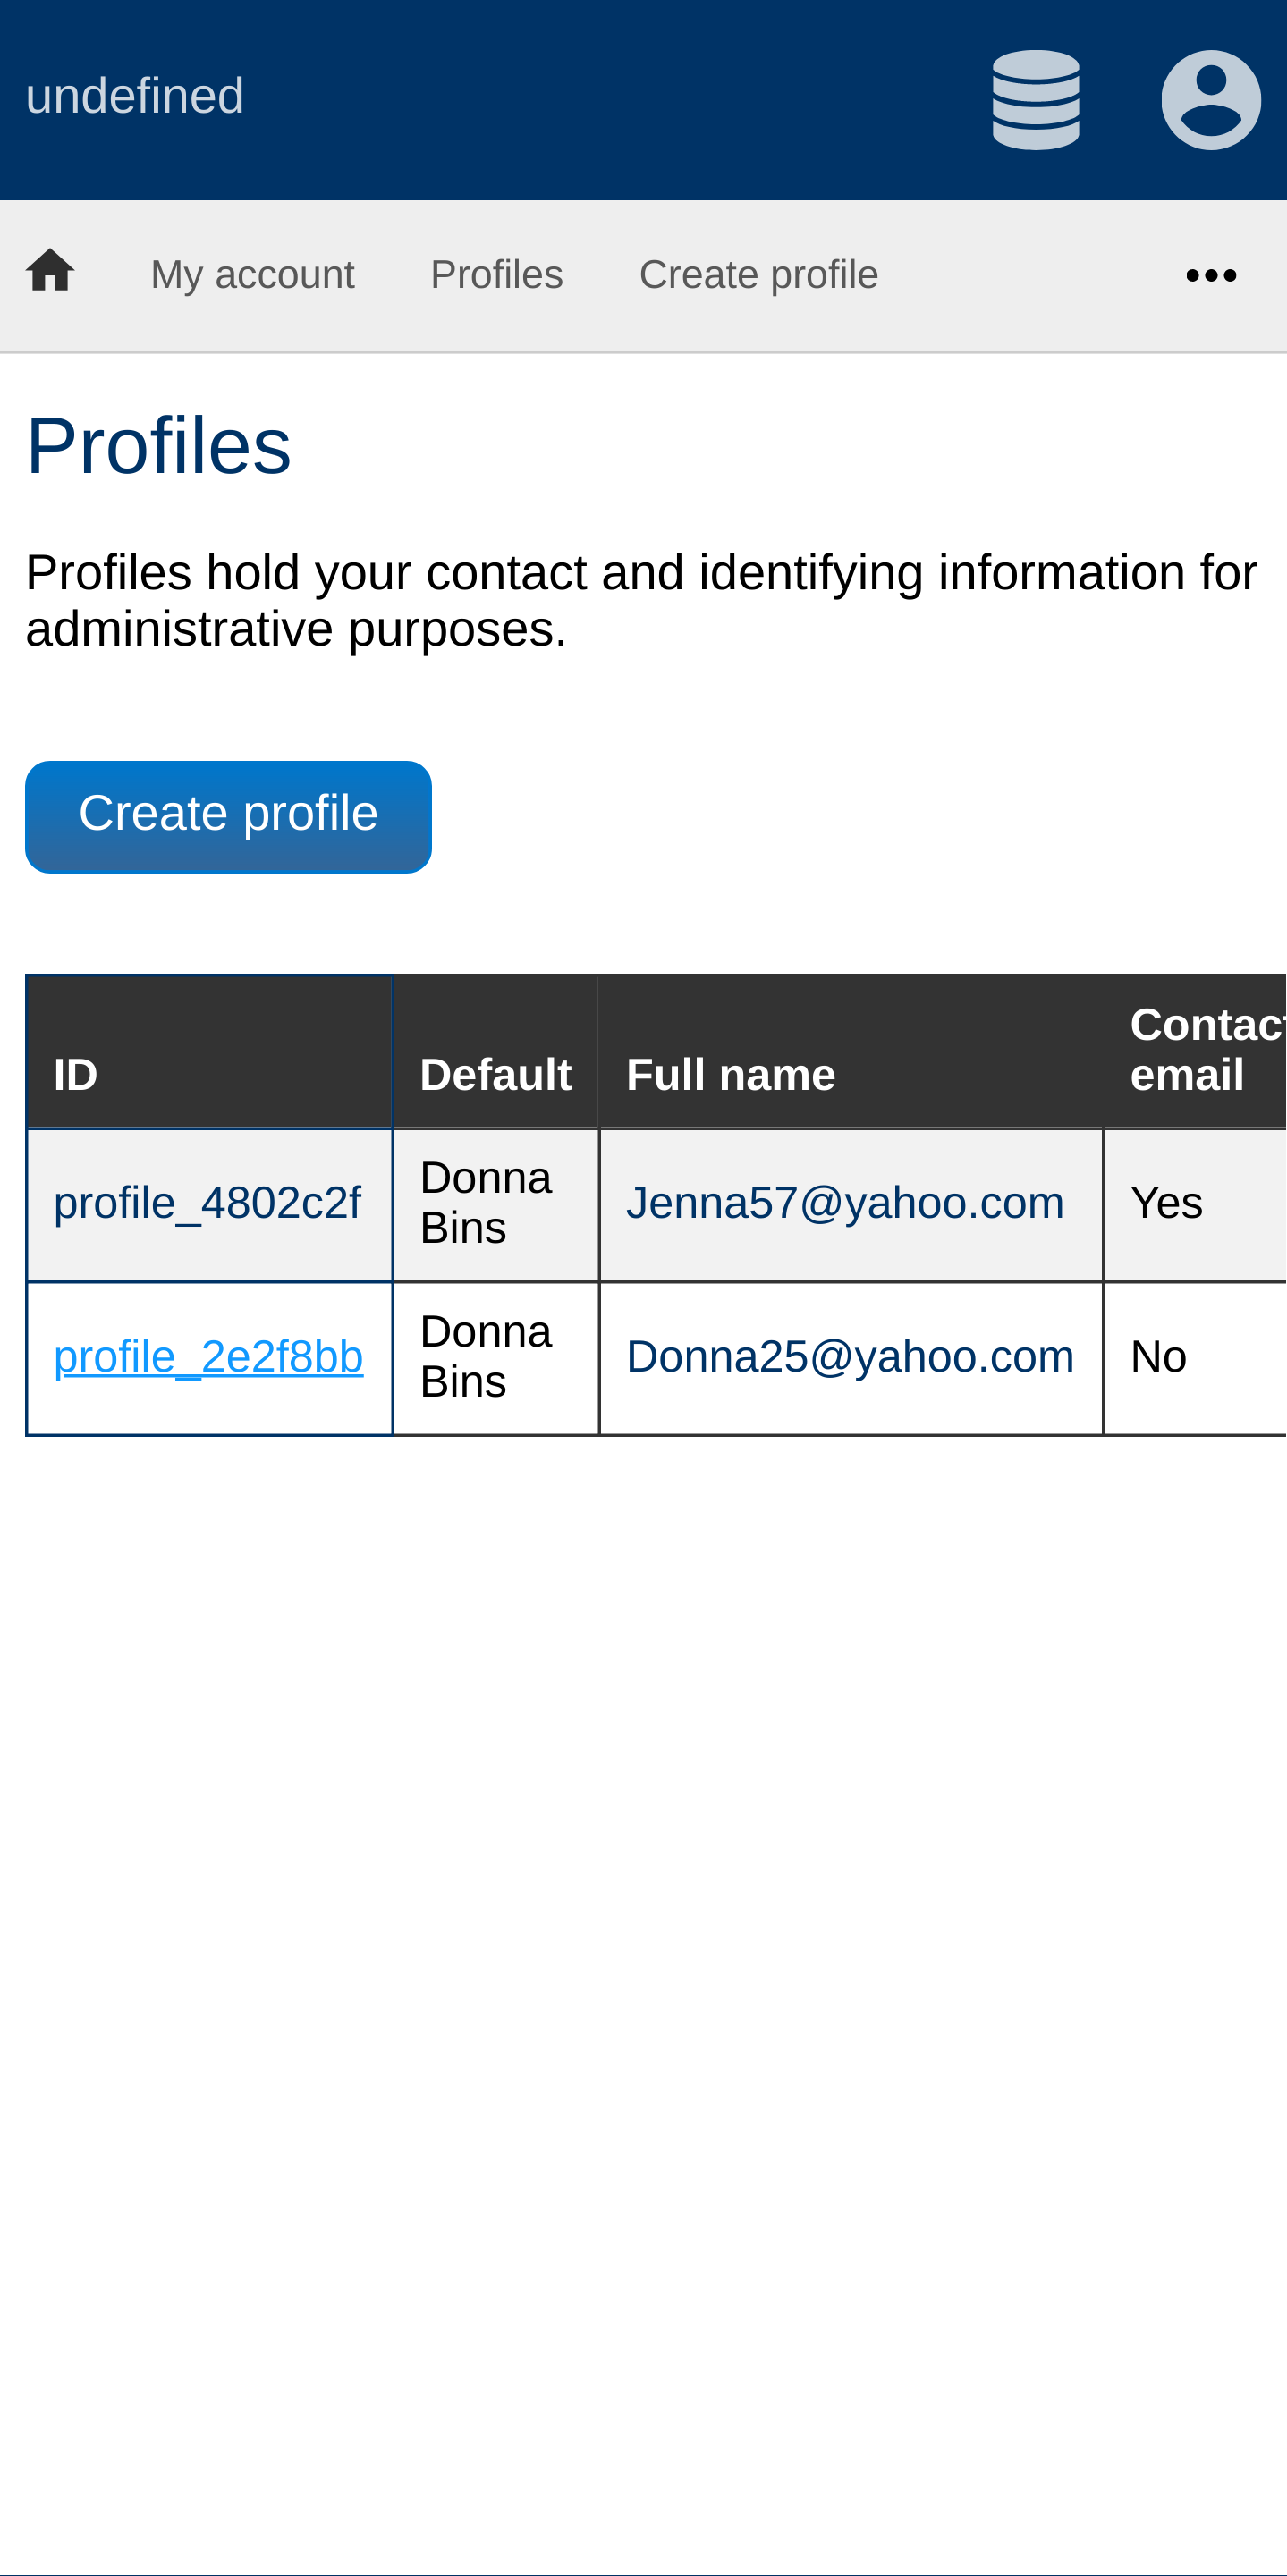 undefined
My account Profiles Create profile
Profiles
Profiles hold your contact and identifying information for
administrative purposes.
Create profile
ID Default Full name Contact email
profile_4802c2f Donna Bins Jenna57@yahoo.com Yes
profile_2e2f8bb Donna Bins Donna25@yahoo.com No